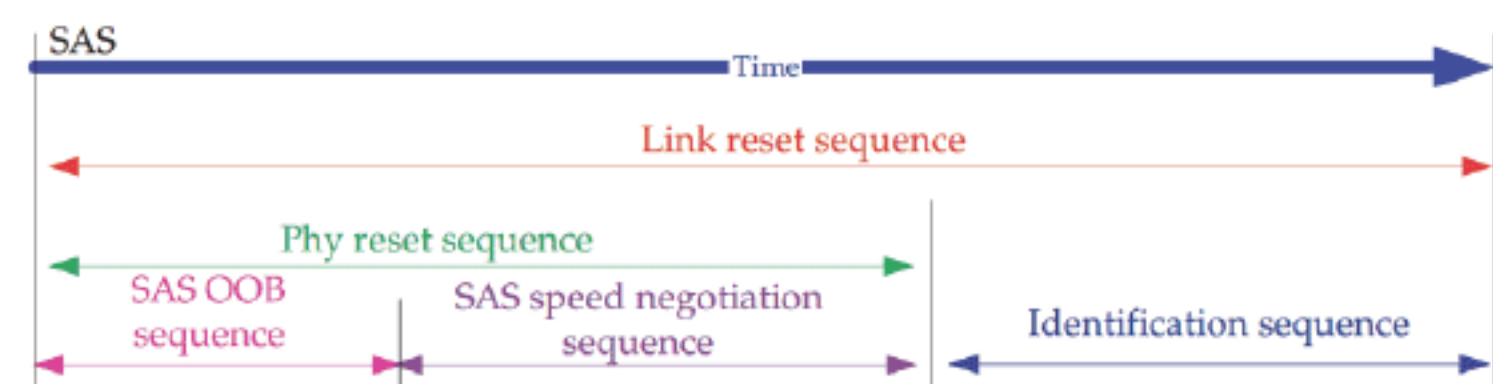 SAS
Time
Link reset sequence
Phy reset sequence
SAS OOB
sequence
SAS speed negotiation
sequence
Identification sequence